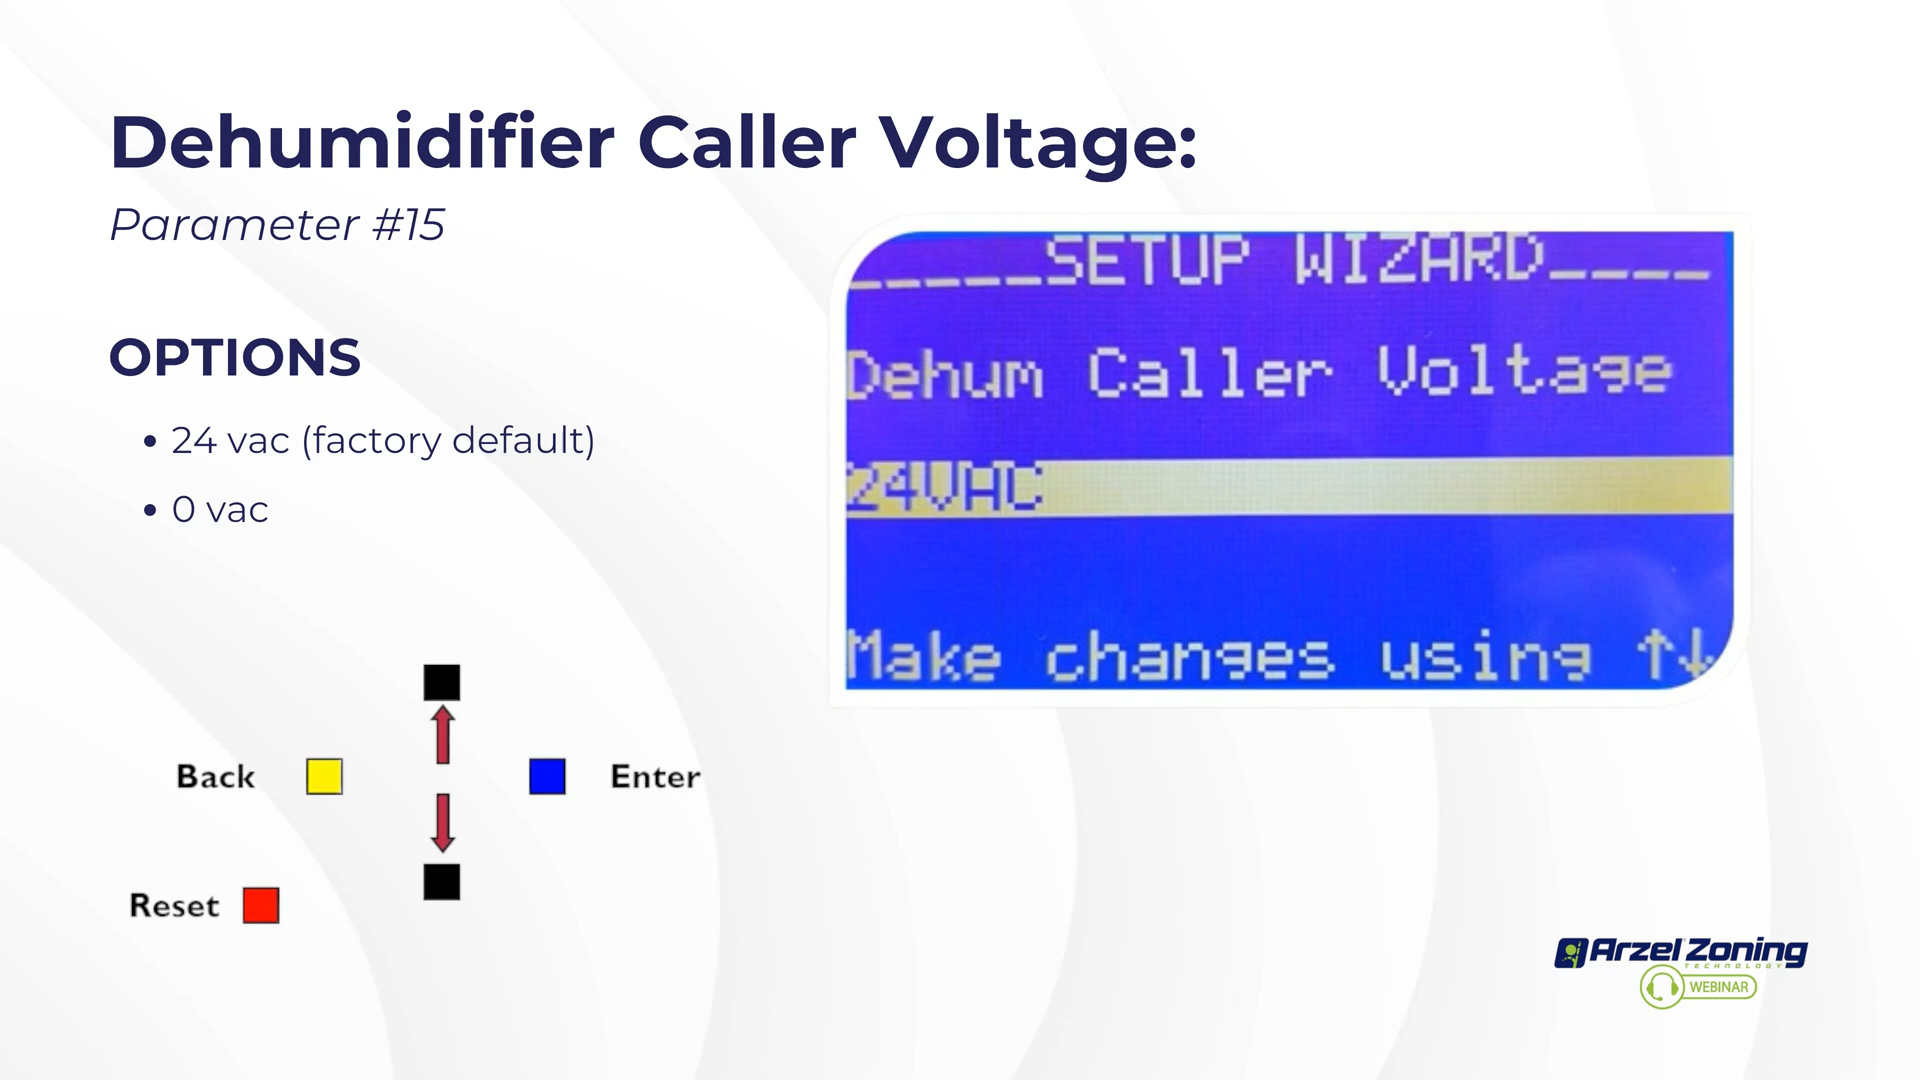 Dehumidifier Caller Voltage:
Parameter #15
OPTIONS
• 24 vac (factory default)
• 0 vac
_____SETUP WIZARD____
Dehum Caller Voltage
24VAC
Make changes using ↑↓
Back
Enter
Reset
Arzel Zoning
TECHNOLOGY
WEBINAR